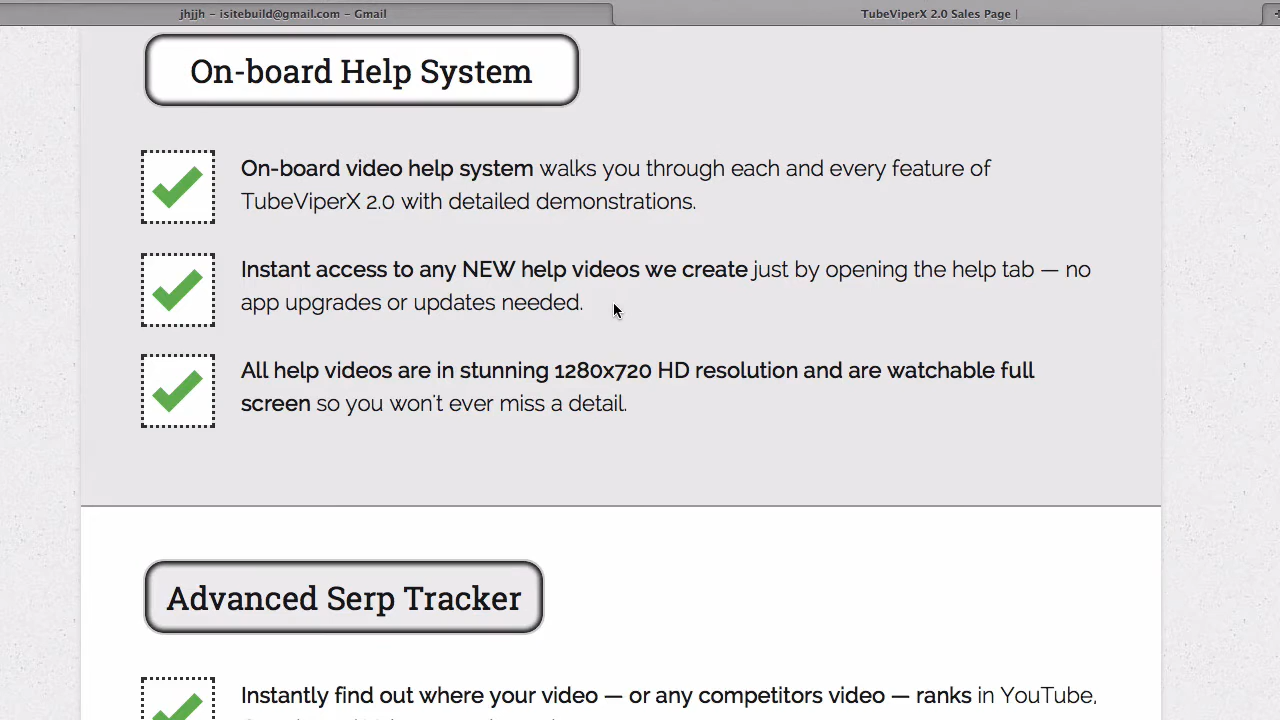 jhjjh - isitebuild@gmail.com - Gmail
TubeViperX 2.0 Sales Page |
On-board Help System
On-board video help system walks you through each and every feature of
TubeViperX 2.0 with detailed demonstrations.
Instant access to any NEW help videos we create just by opening the help tab — no
app upgrades or updates needed.
All help videos are in stunning 1280x720 HD resolution and are watchable full
screen so you won't ever miss a detail.
Advanced Serp Tracker
Instantly find out where your video — or any competitors video — ranks in YouTube,